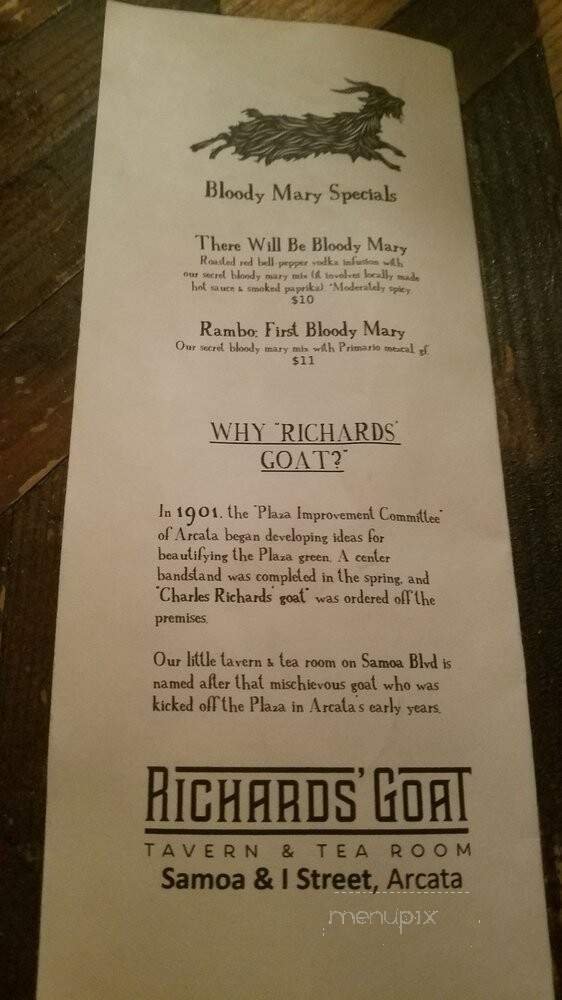 Bloody Mary Specials
There Will Be Bloody Mary
Roasted red bell-pepper vodka infusion with
our secret bloody mary mix (it involves locally made
hot sauce & smoked paprika). *Moderately spicy.
$10
Rambo: First Bloody Mary
Our secret bloody mary mix with Primario mezcal gf.
$11
WHY "RICHARDS'
GOAT?"
In 1901, the "Plaza Improvement Committee"
of Arcata began developing ideas for
beautifying the Plaza green. A center
bandstand was completed in the spring, and
"Charles Richards' goat" was ordered off the
premises.
Our little tavern & tea room on Samoa Blvd is
named after that mischievous goat who was
kicked off the Plaza in Arcata's early years.
RICHARDS' GOAT
TAVERN & TEA ROOM
Samoa & I Street, Arcata
menupix